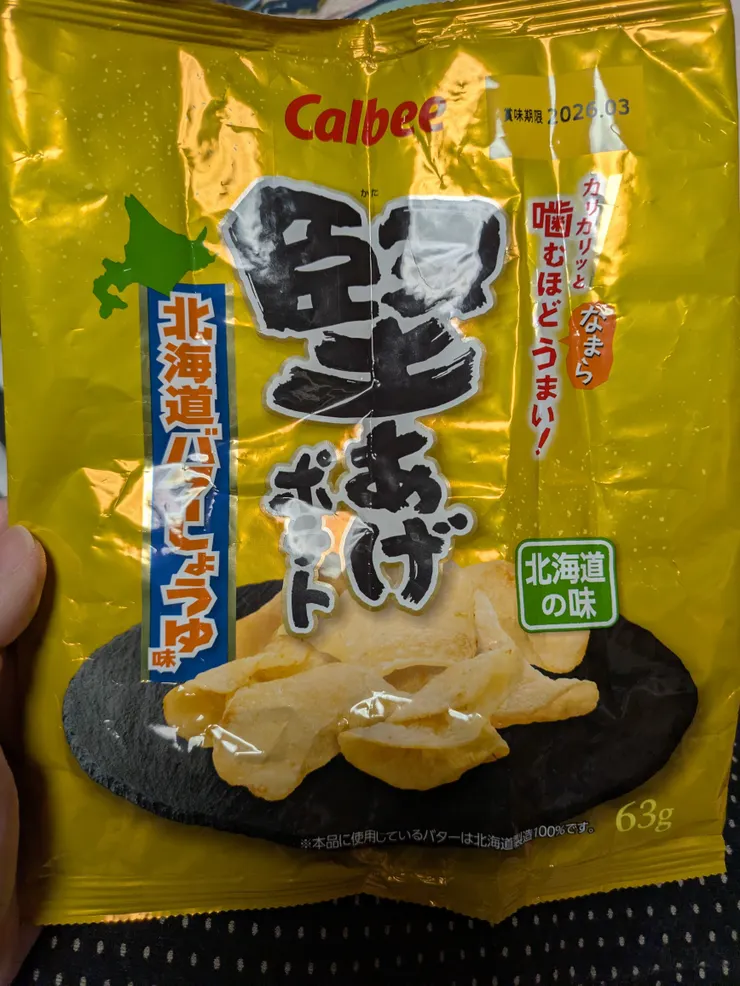 Calbee
賞味期限 2026.03
かた
堅あげ
ポテト
カリカリッと
なまら
噛むほどうまい!
北海道バターしょうゆ味
北海道
の味
※本品に使用しているバターは北海道製造100%です。
63g